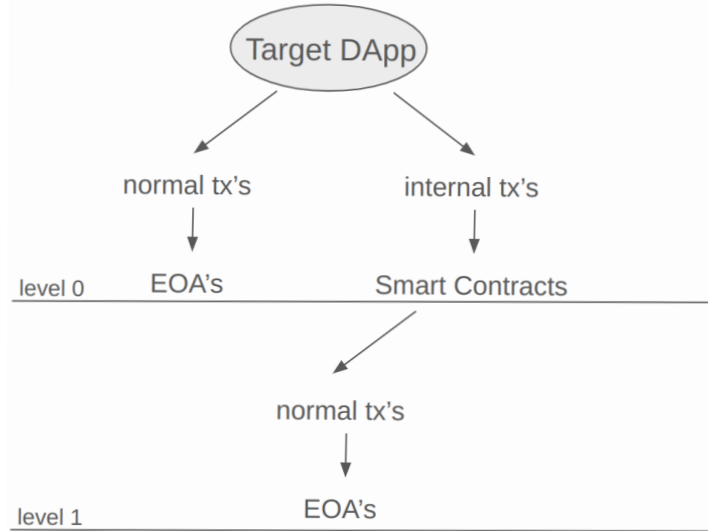 Target DApp
normal tx's
internal tx's
level 0
EOA's
Smart Contracts
normal tx's
level 1
EOA's